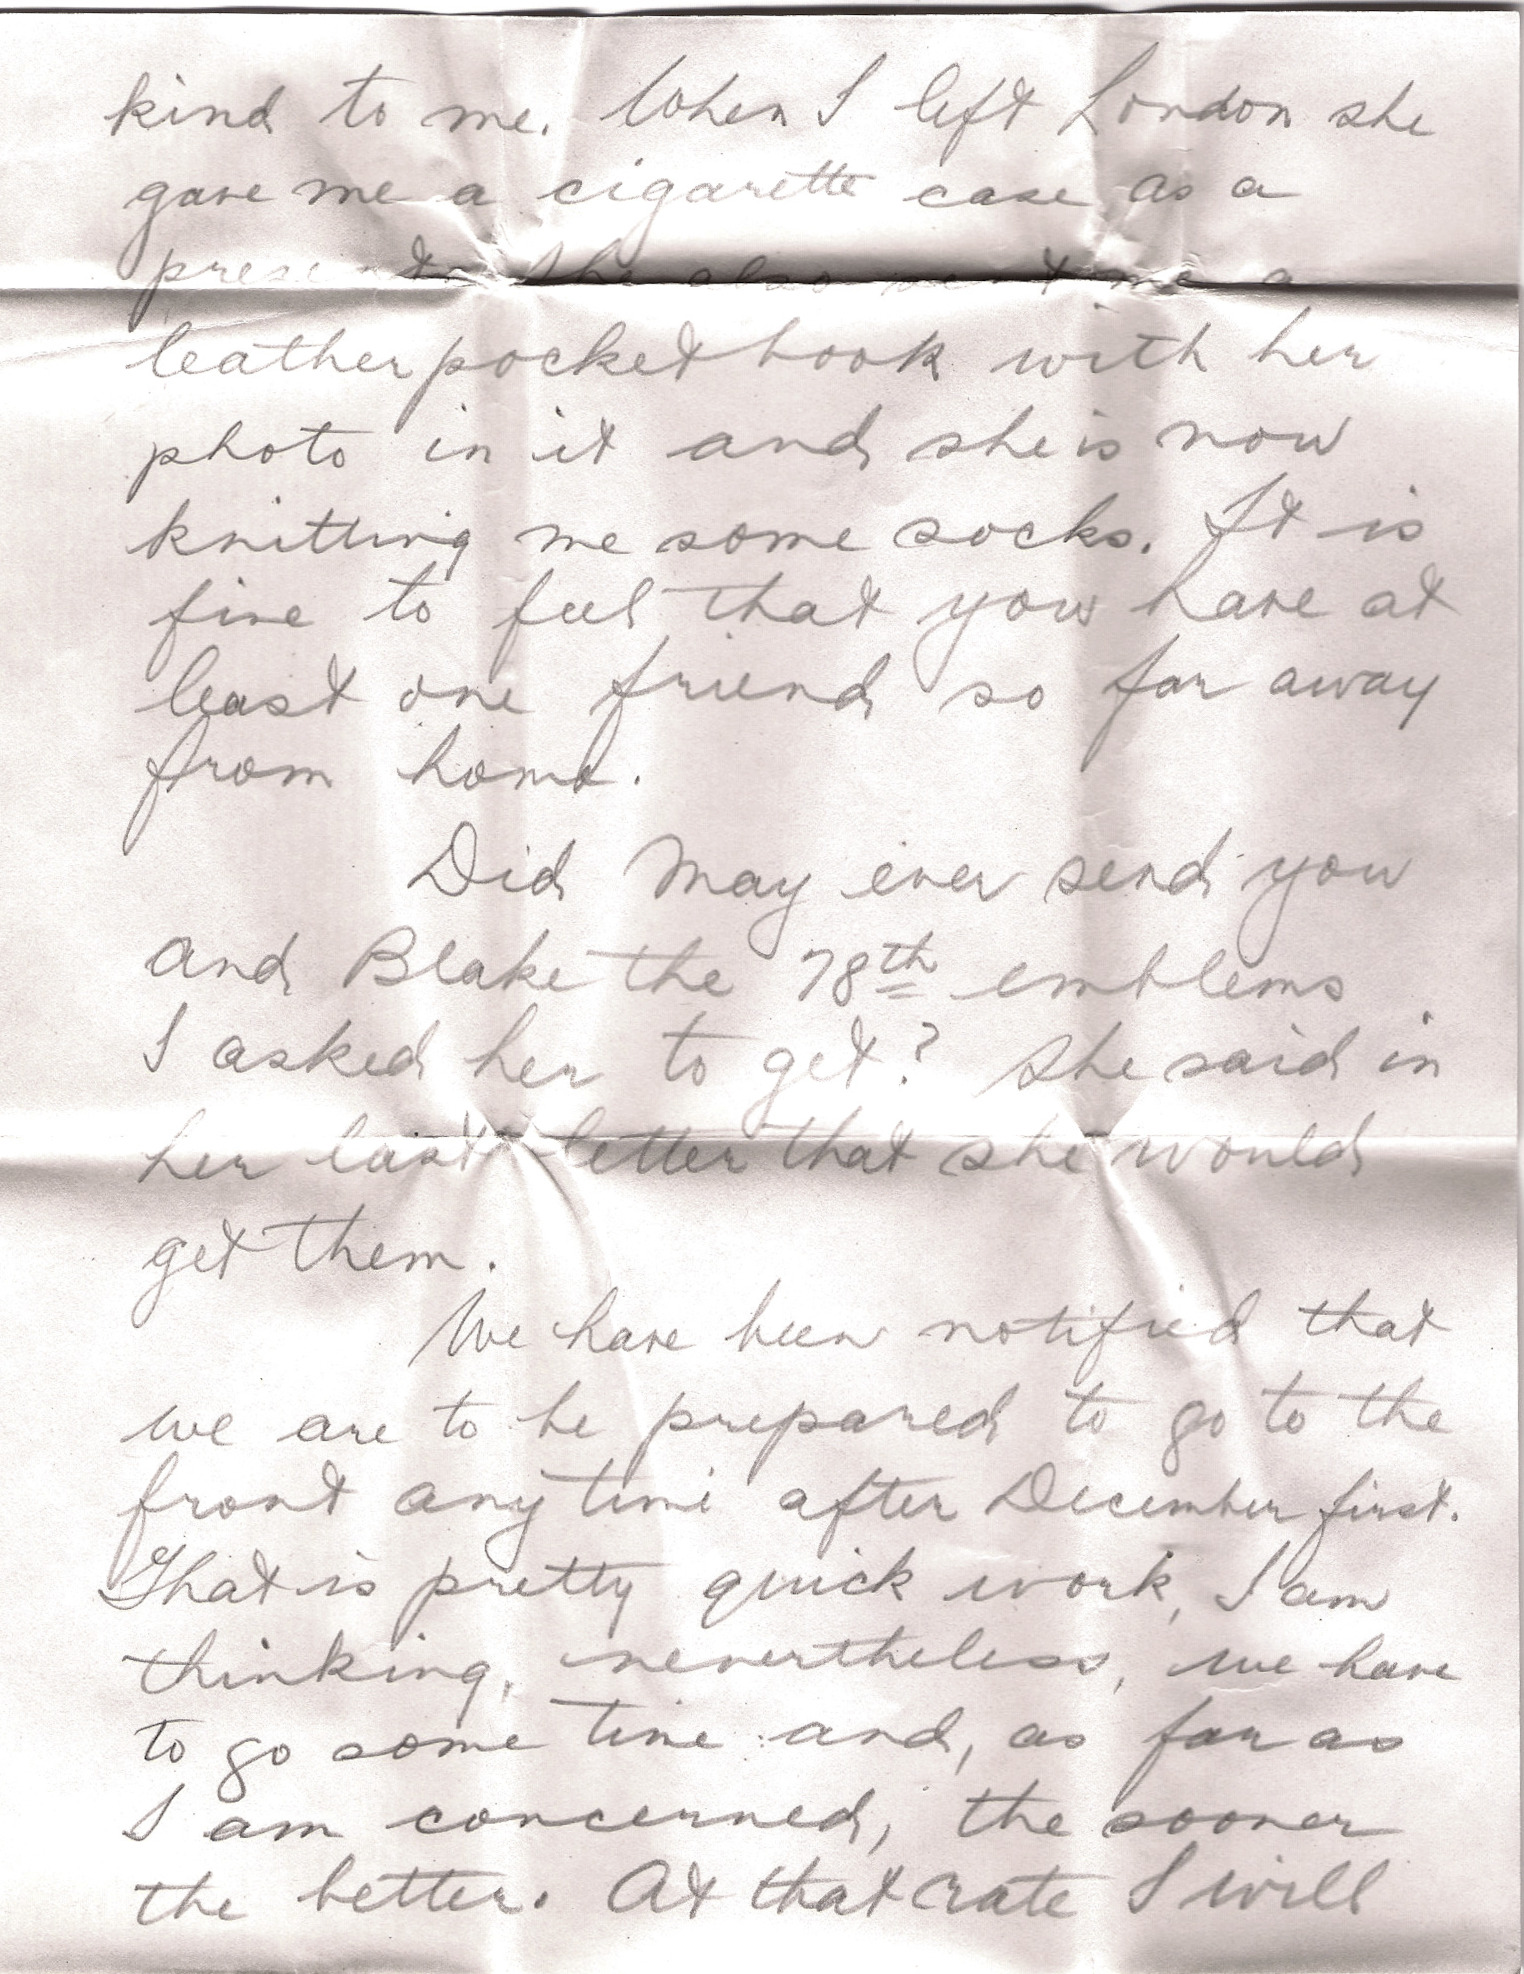 kind to me. When I left London she
gave me a cigarette case as a
present. She also sent me a
leather pocket book with her
photo in it and she is now
knitting me some socks. It is
fine to feel that you have at
least one friend so far away
from home.
Did May ever send you
and Blake the 78th emblems
I asked her to get? She said in
her last letter that she would
get them.
We have been notified that
we are to be prepared to go to the
front any time after December first.
That is pretty quick work, I am
thinking, nevertheless, we have
to go some time and, as far as
I am concerned, the sooner
the better. At that rate I will